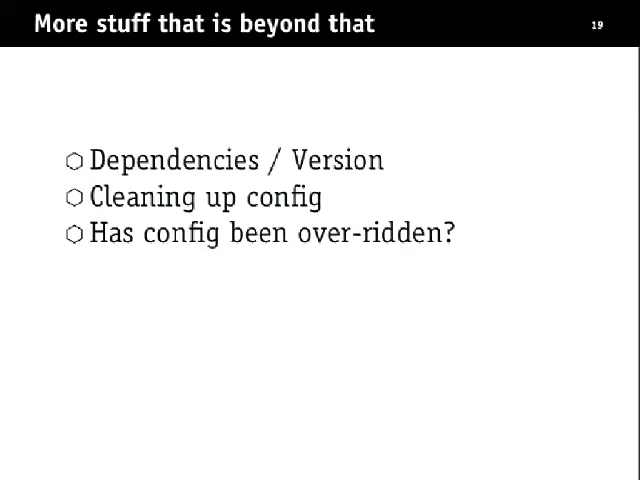 More stuff that is beyond that
19
Dependencies / Version
Cleaning up config
Has config been over-ridden?